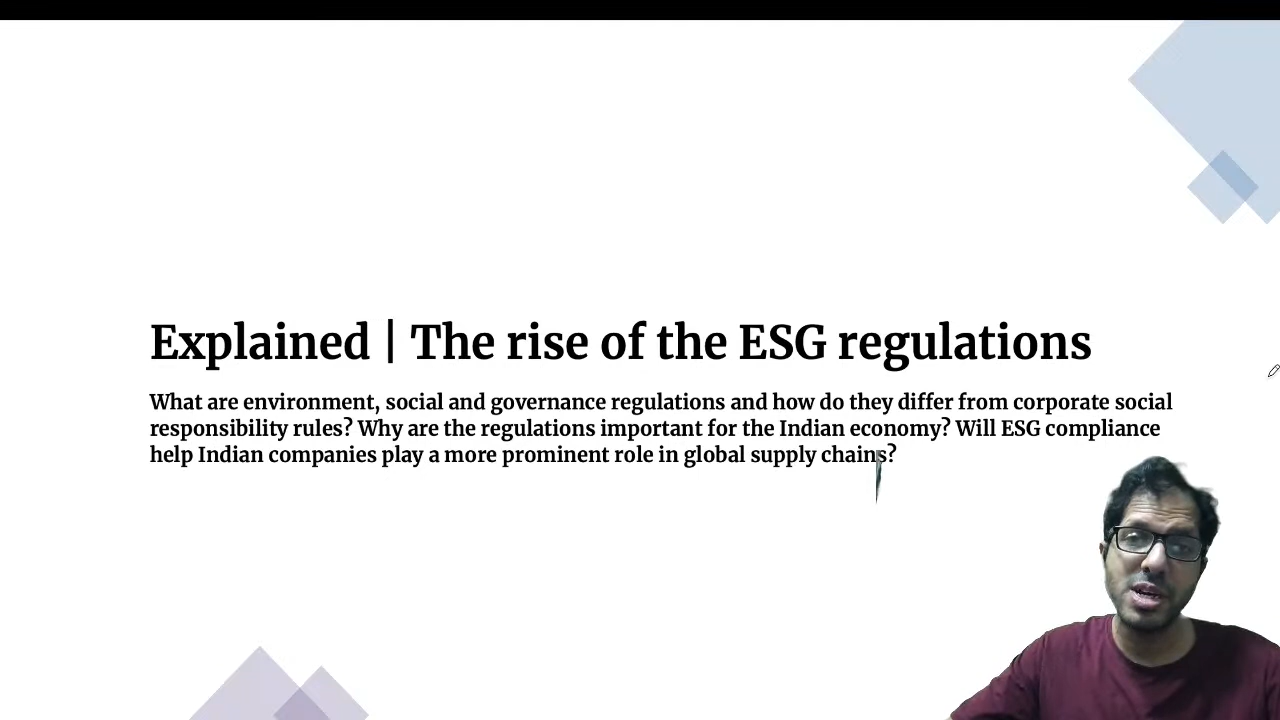 Explained | The rise of the ESG regulations
What are environment, social and governance regulations and how do they differ from corporate social
responsibility rules? Why are the regulations important for the Indian economy? Will ESG compliance
help Indian companies play a more prominent role in global supply chains?